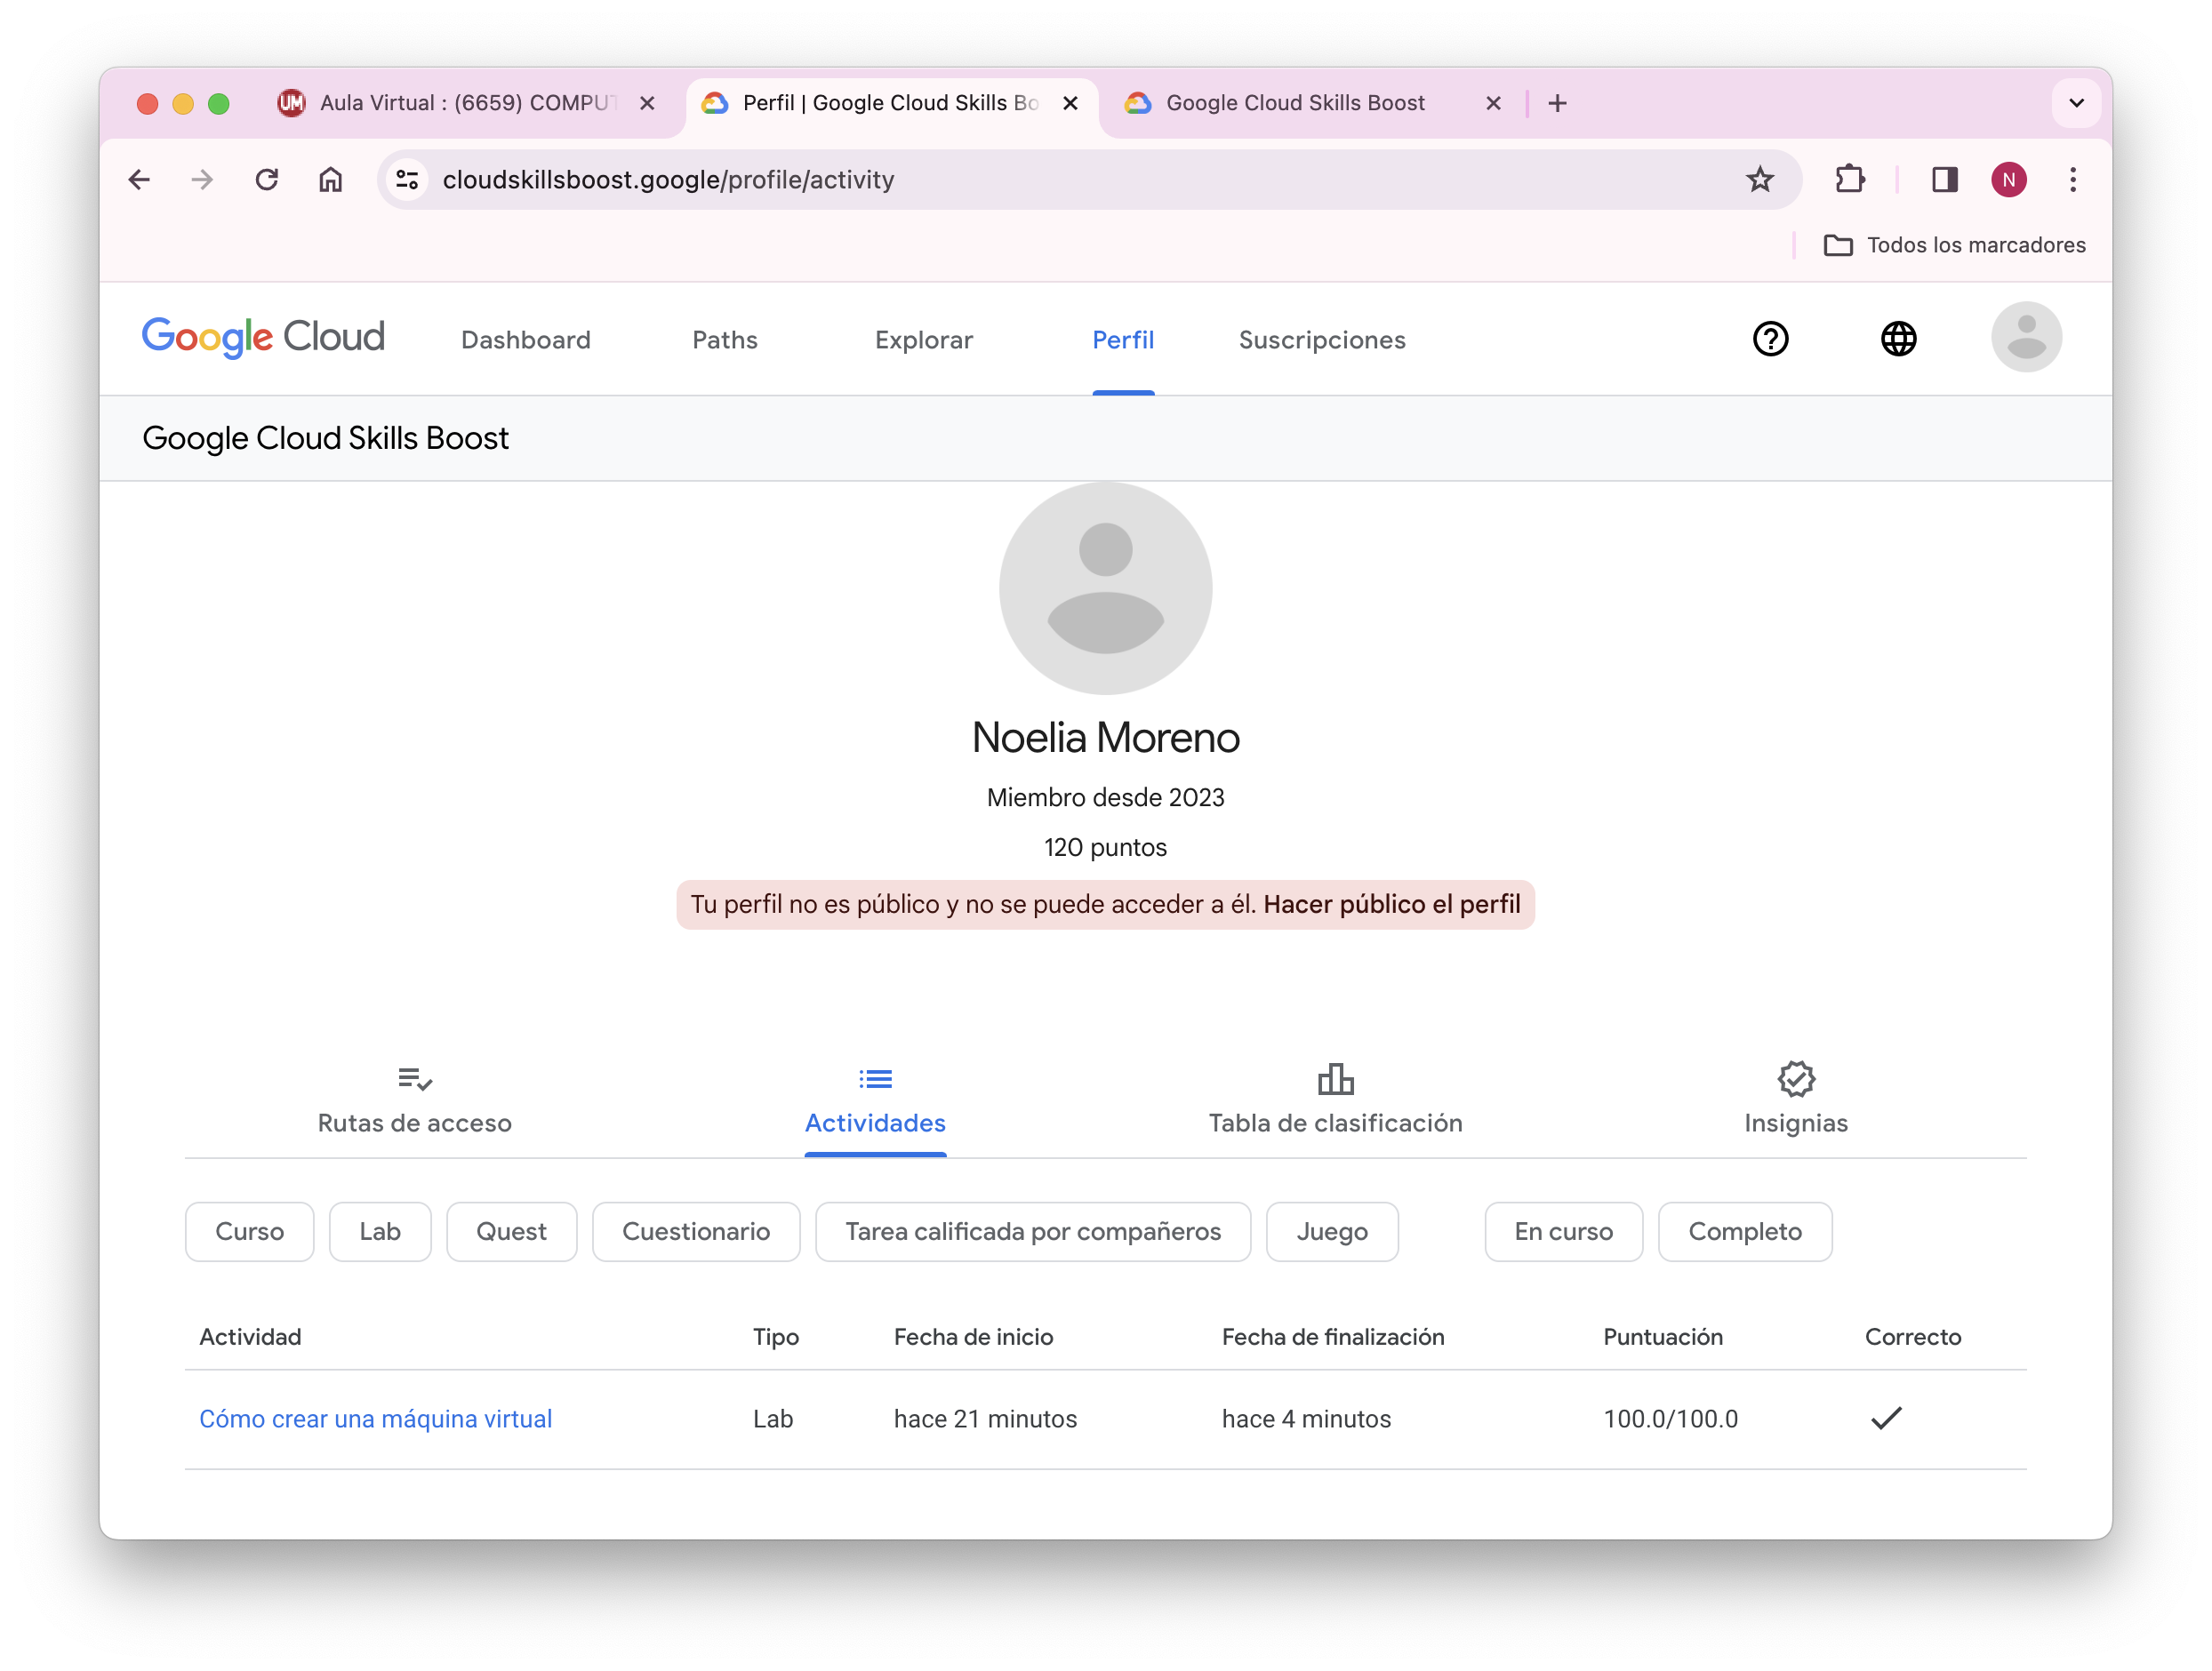 UM Aula Virtual : (6659) COMPUT
Perfil | Google Cloud Skills Bo
Google Cloud Skills Boost
cloudskillsboost.google/profile/activity
N
Todos los marcadores
Google Cloud Dashboard Paths Explorar Perfil Suscripciones
Google Cloud Skills Boost
Noelia Moreno
Miembro desde 2023
120 puntos
Tu perfil no es público y no se puede acceder a él. Hacer público el perfil
Rutas de acceso Actividades Tabla de clasificación Insignias
Curso Lab Quest Cuestionario Tarea calificada por compañeros Juego En curso Completo
Actividad Tipo Fecha de inicio Fecha de finalización Puntuación Correcto
Cómo crear una máquina virtual Lab hace 21 minutos hace 4 minutos 100.0/100.0